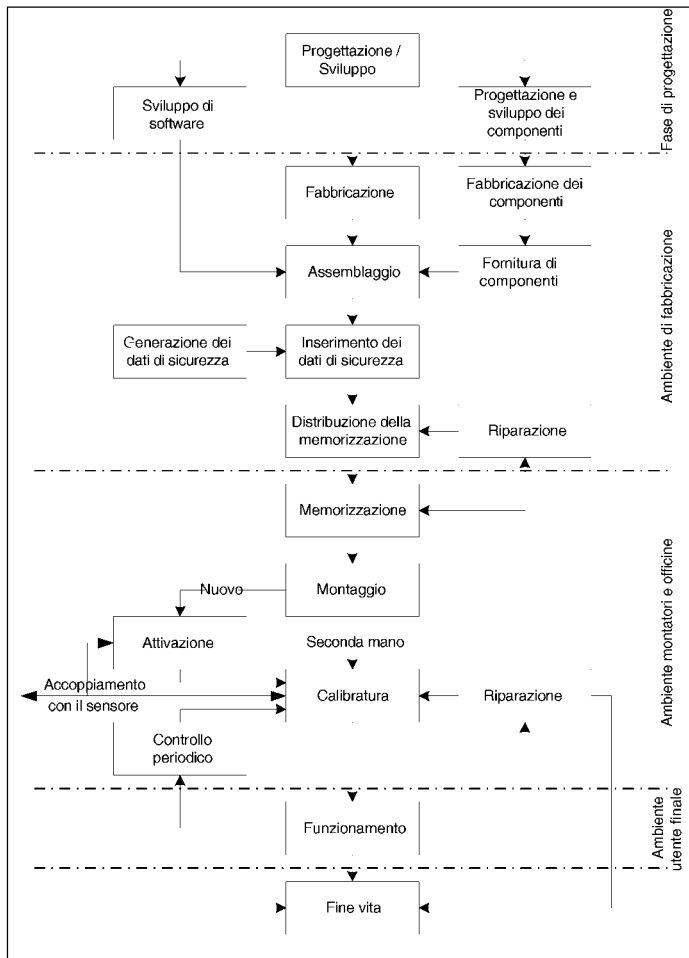 Progettazione /
Sviluppo
Sviluppo di
software
Progettazione e
sviluppo dei
componenti
Fase di progettazione
Fabbricazione
Fabbricazione dei
componenti
Assemblaggio
Fornitura di
componenti
Generazione dei
dati di sicurezza
Inserimento dei
dati di sicurezza
Distribuzione della
memorizzazione
Riparazione
Ambiente di fabbricazione
Memorizzazione
Nuovo
Montaggio
Attivazione
Seconda mano
Accoppiamento
con il sensore
Calibratura
Riparazione
Controllo
periodico
Ambiente montatori e officine
Funzionamento
Ambiente
utente finale
Fine vita